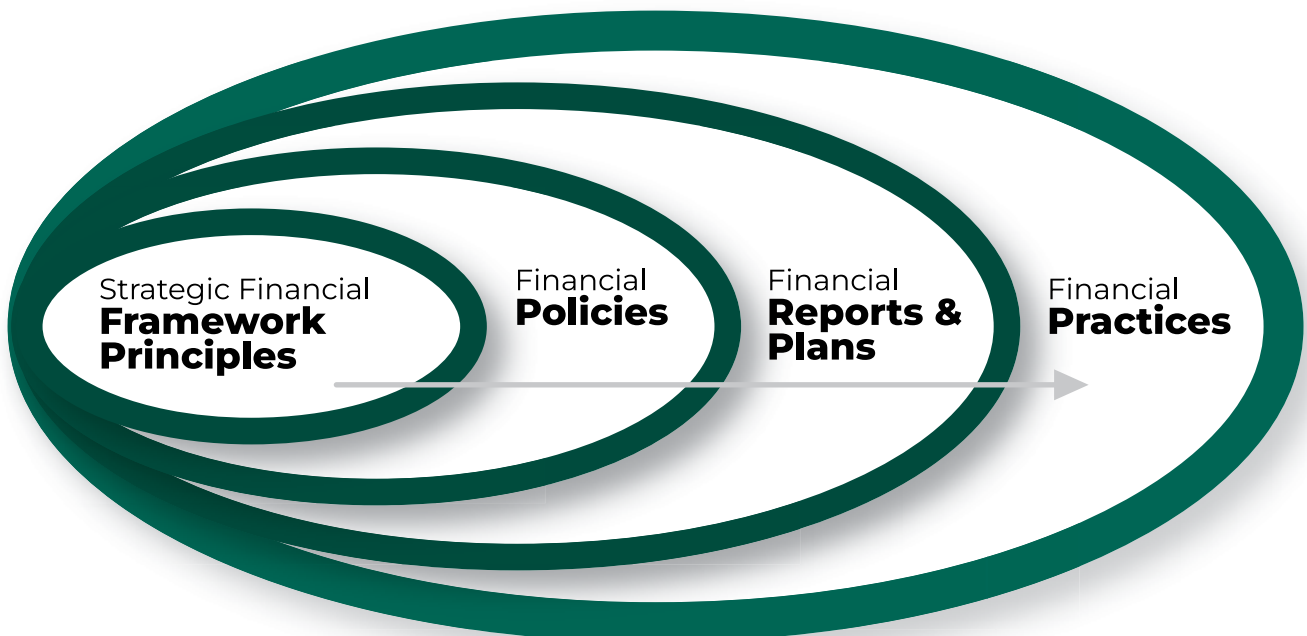 Strategic Financial
Framework
Principles
Financial
Policies
Financial
Reports &
Plans
Financial
Practices